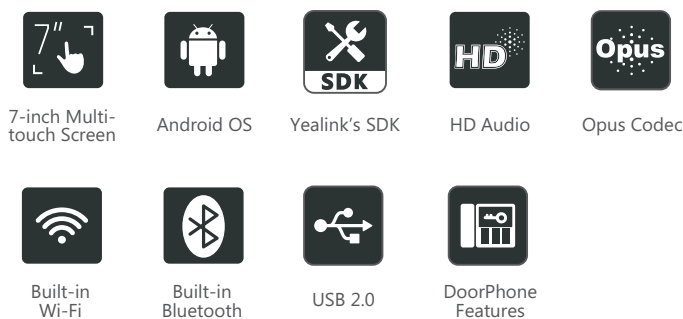 7"
SDK
HD
Opus
7-inch Multi-
touch Screen
Android OS
Yealink's SDK
HD Audio
Opus Codec
Built-in
Wi-Fi
Built-in
Bluetooth
USB 2.0
DoorPhone
Features